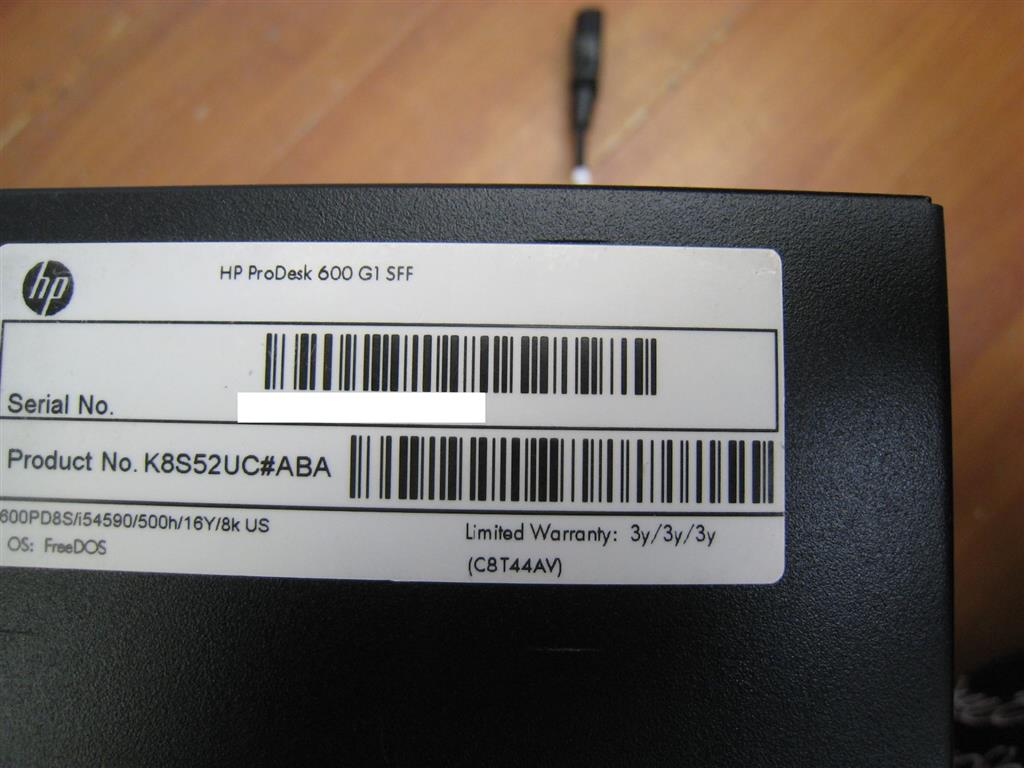 hp
HP ProDesk 600 G1 SFF
Serial No.
Product No. K8S52UC#ABA
600PD8S/i54590/500h/16Y/8k US
OS: FreeDOS
Limited Warranty: 3y/3y/3y
(C8T44AV)